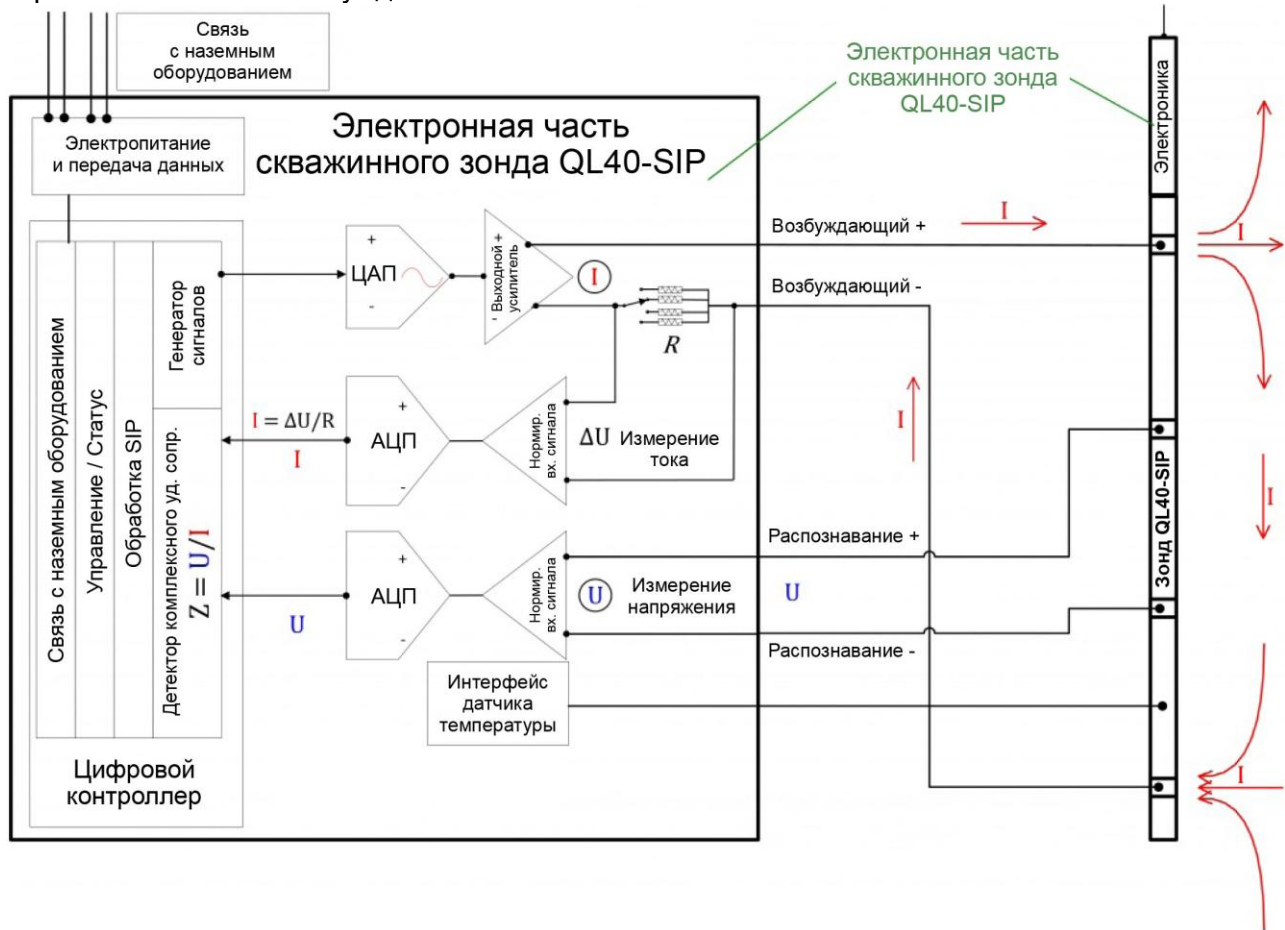 Связь
с наземным
оборудованием
Электронная часть
скважинного зонда
QL40-SIP
Электроника
Электропитание
и передача данных
Электронная часть
скважинного зонда QL40-SIP
Связь с наземным оборудованием
Управление / Статус
Обработка SIP
Генератор
сигналов
Детектор комплексного уд. сопр.
Z = U/I
Цифровой
контроллер
+
ЦАП
-
- Выходной +
усилитель
I
R
Возбуждающий +
I
Возбуждающий -
I = ΔU/R
I
+
АЦП
-
Нормир.
вх. сигнала
ΔU Измерение
тока
I
+
АЦП
-
U
Нормир.
вх. сигнала
U
Измерение
напряжения
Распознавание +
U
Распознавание -
Интерфейс
датчика
температуры
Зонд QL40-SIP
I
I
I